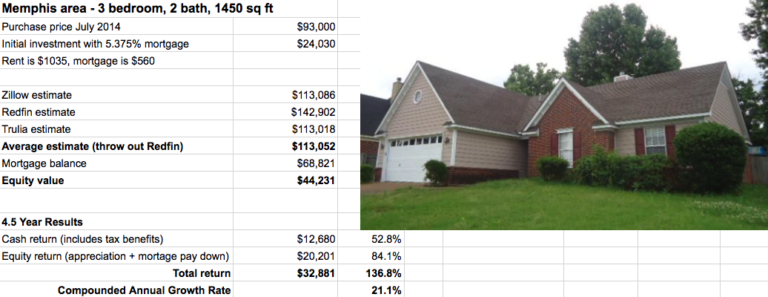 Memphis area - 3 bedroom, 2 bath, 1450 sq ft
Purchase price July 2014 $93,000
Initial investment with 5.375% mortgage $24,030
Rent is $1035, mortgage is $560
Zillow estimate $113,086
Redfin estimate $142,902
Trulia estimate $113,018
Average estimate (throw out Redfin) $113,052
Mortgage balance $68,821
Equity value $44,231
4.5 Year Results
Cash return (includes tax benefits) $12,680 52.8%
Equity return (appreciation + mortage pay down) $20,201 84.1%
Total return $32,881 136.8%
Compounded Annual Growth Rate 21.1%